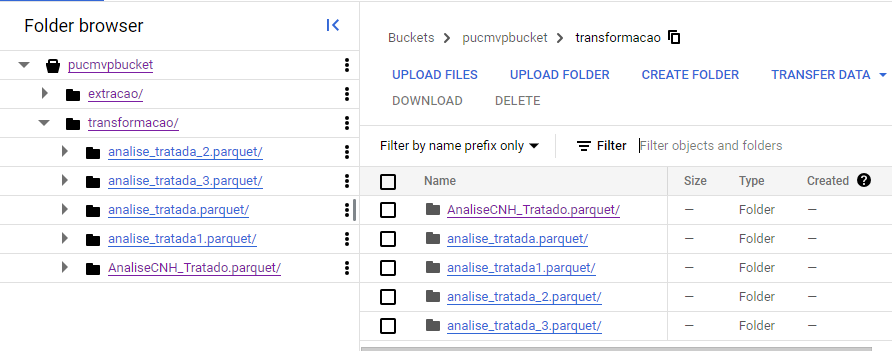 Folder browser
pucmvpbucket
extracao/
transformacao/
analise_tratada_2.parquet/
analise_tratada_3.parquet/
analise_tratada.parquet/
analise_tratada1.parquet/
AnaliseCNH_Tratado.parquet/
Buckets > pucmvpbucket > transformacao
UPLOAD FILES UPLOAD FOLDER CREATE FOLDER TRANSFER DATA
DOWNLOAD DELETE
Filter by name prefix only Filter Filter objects and folders
Name Size Type Created
AnaliseCNH_Tratado.parquet/ — Folder —
analise_tratada.parquet/ — Folder —
analise_tratada1.parquet/ — Folder —
analise_tratada_2.parquet/ — Folder —
analise_tratada_3.parquet/ — Folder —